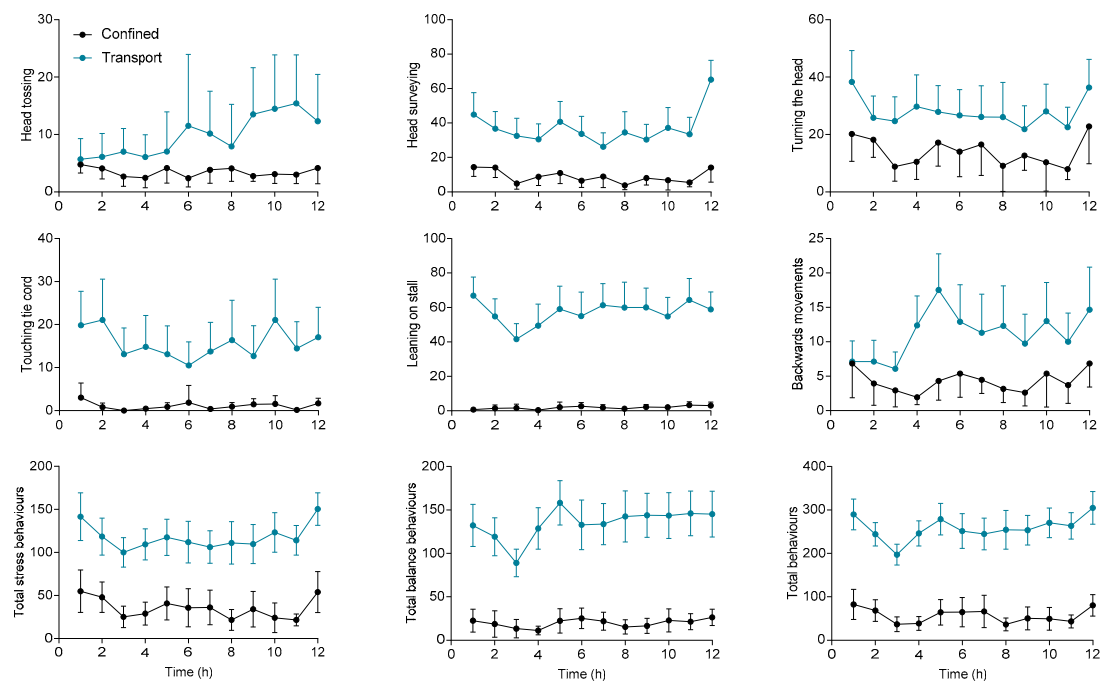 30
20
10
0
Head tossing
Confined
Transport
0 2 4 6 8 10 12
100
80
60
40
20
0
Head surveying
0 2 4 6 8 10 12
60
40
20
0
Turning the head
0 2 4 6 8 10 12
40
30
20
10
0
Touching tie cord
0 2 4 6 8 10 12
100
80
60
40
20
0
Leaning on stall
0 2 4 6 8 10 12
25
20
15
10
5
0
Backwards movements
0 2 4 6 8 10 12
200
150
100
50
0
Total stress behaviours
0 2 4 6 8 10 12
Time (h)
200
150
100
50
0
Total balance behaviours
0 2 4 6 8 10 12
Time (h)
400
300
200
100
0
Total behaviours
0 2 4 6 8 10 12
Time (h)